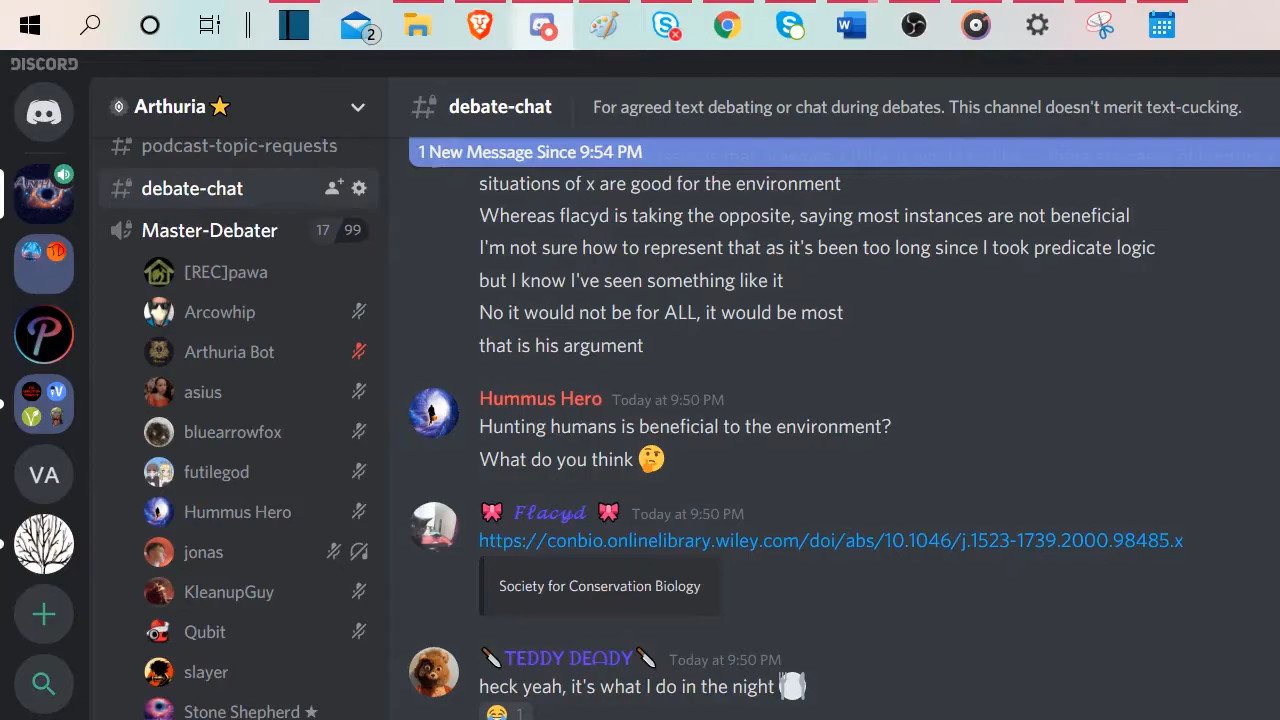 2
DISCORD
Arthuria
debate-chat
For agreed text debating or chat during debates. This channel doesn't merit text-cucking.
podcast-topic-requests
debate-chat
Master-Debater
17 99
[REC]pawa
Arcowhip
Arthuria Bot
asius
bluearrowfox
futilegod
Hummus Hero
jonas
KleanupGuy
Qubit
slayer
Stone Shepherd ★
VA
1 New Message Since 9:54 PM
situations of x are good for the environment
Whereas flacyd is taking the opposite, saying most instances are not beneficial
I'm not sure how to represent that as it's been too long since I took predicate logic
but I know I've seen something like it
No it would not be for ALL, it would be most
that is his argument
Hummus Hero Today at 9:50 PM
Hunting humans is beneficial to the environment?
What do you think 🤔
🎀 𝓕𝓵𝓪𝓬𝔂𝓭 🎀 Today at 9:50 PM
https://conbio.onlinelibrary.wiley.com/doi/abs/10.1046/j.1523-1739.2000.98485.x
Society for Conservation Biology
🔪TEDDY DEᗩDY🔪 Today at 9:50 PM
heck yeah, it's what I do in the night 🍽
😂 1